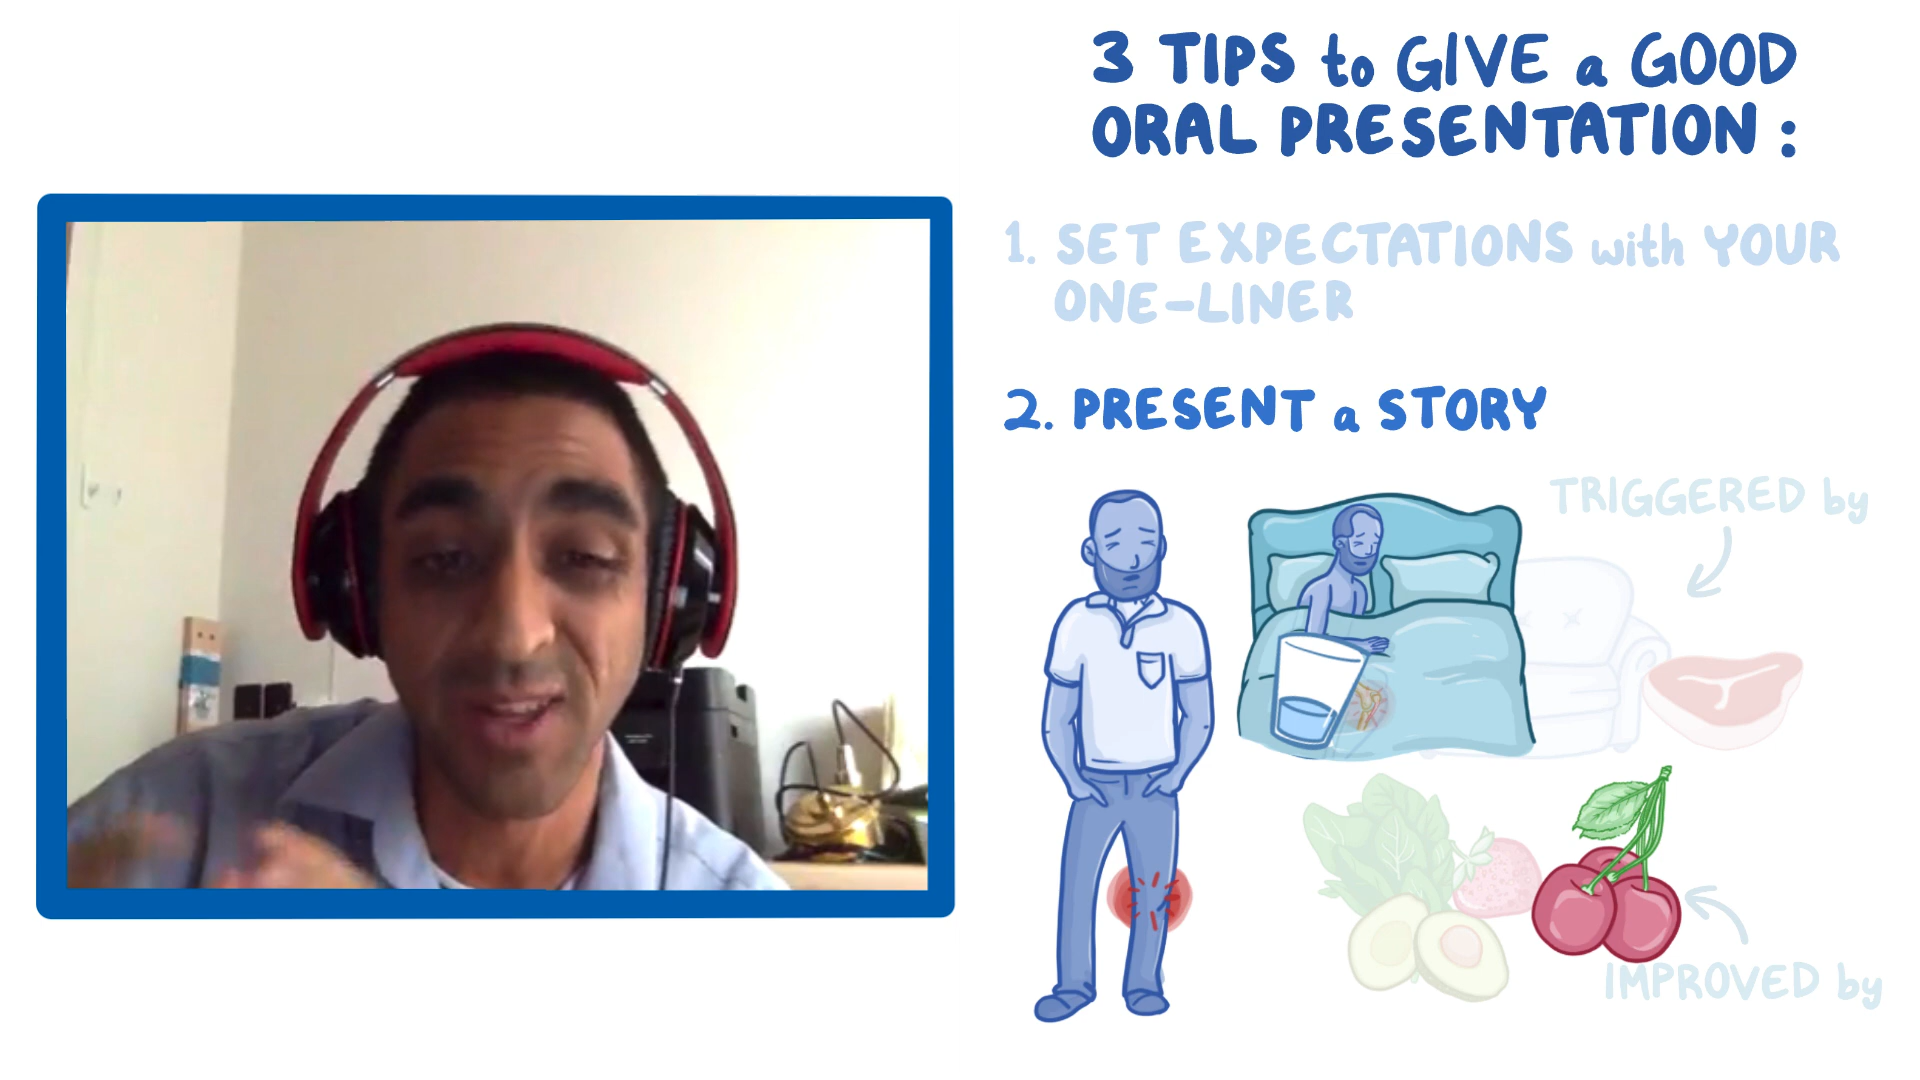 3 TIPS to GIVE a GOOD
ORAL PRESENTATION :
1. SET EXPECTATIONS with YOUR
ONE-LINER
2. PRESENT a STORY
TRIGGERED by
IMPROVED by